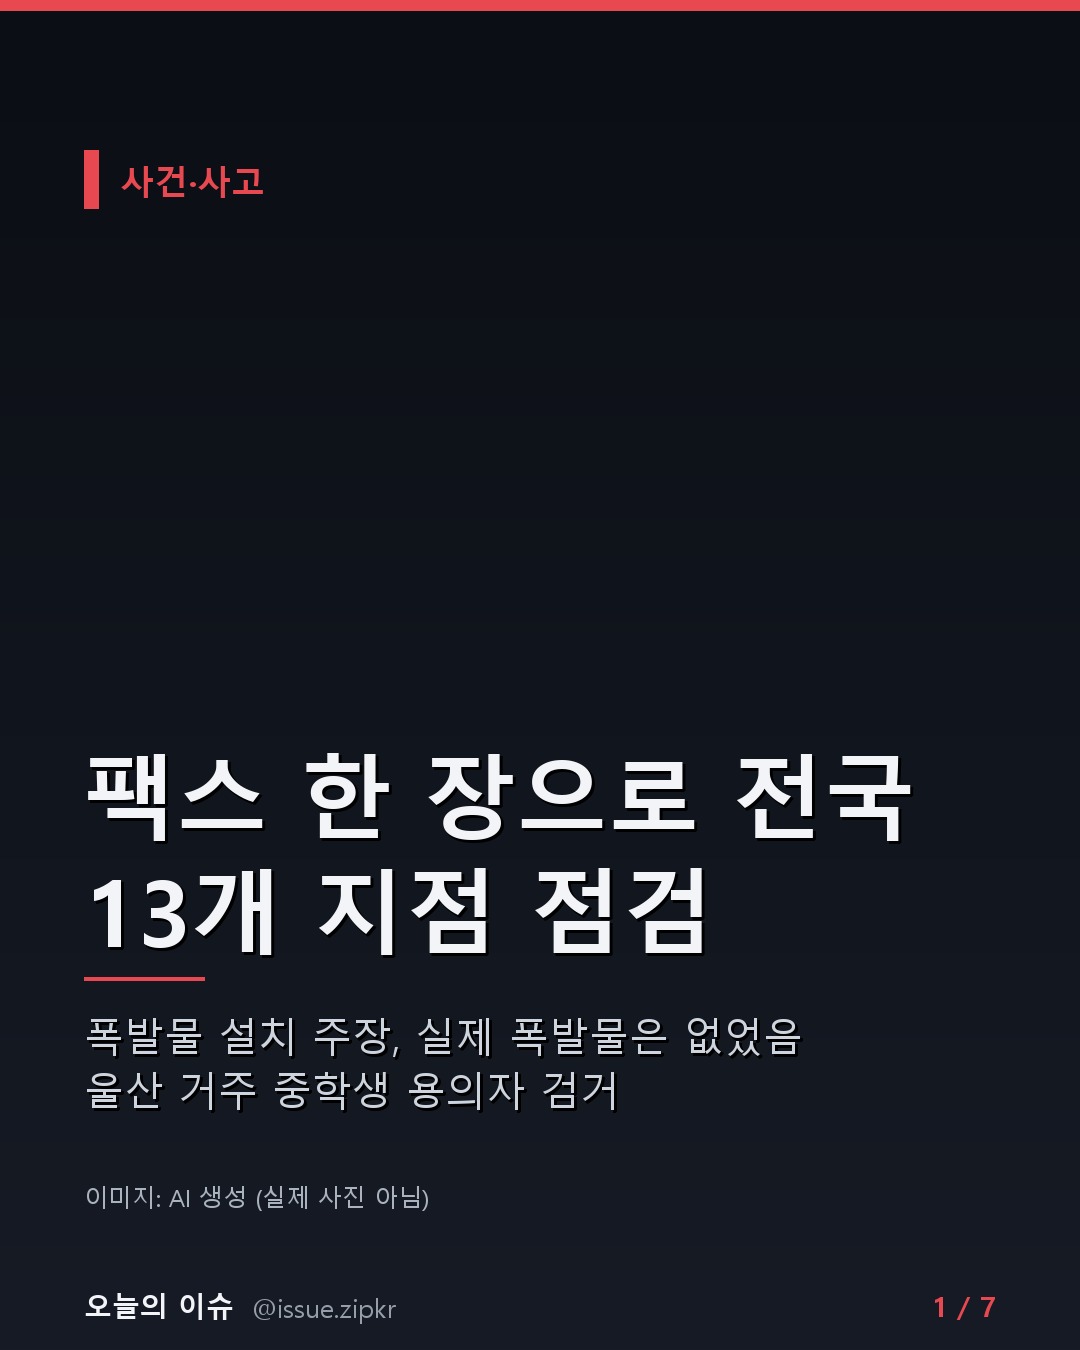 사건·사고
팩스 한 장으로 전국
13개 지점 점검
폭발물 설치 주장, 실제 폭발물은 없었음
울산 거주 중학생 용의자 검거
이미지: AI 생성 (실제 사진 아님)
오늘의 이슈 @issue.zipkr 1 / 7